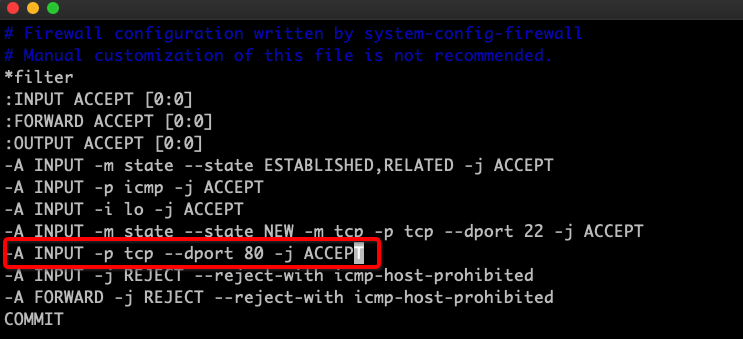 # Firewall configuration written by system-config-firewall
# Manual customization of this file is not recommended.
*filter
:INPUT ACCEPT [0:0]
:FORWARD ACCEPT [0:0]
:OUTPUT ACCEPT [0:0]
-A INPUT -m state --state ESTABLISHED,RELATED -j ACCEPT
-A INPUT -p icmp -j ACCEPT
-A INPUT -i lo -j ACCEPT
-A INPUT -m state --state NEW -m tcp -p tcp --dport 22 -j ACCEPT
-A INPUT -p tcp --dport 80 -j ACCEPT
-A INPUT -j REJECT --reject-with icmp-host-prohibited
-A FORWARD -j REJECT --reject-with icmp-host-prohibited
COMMIT